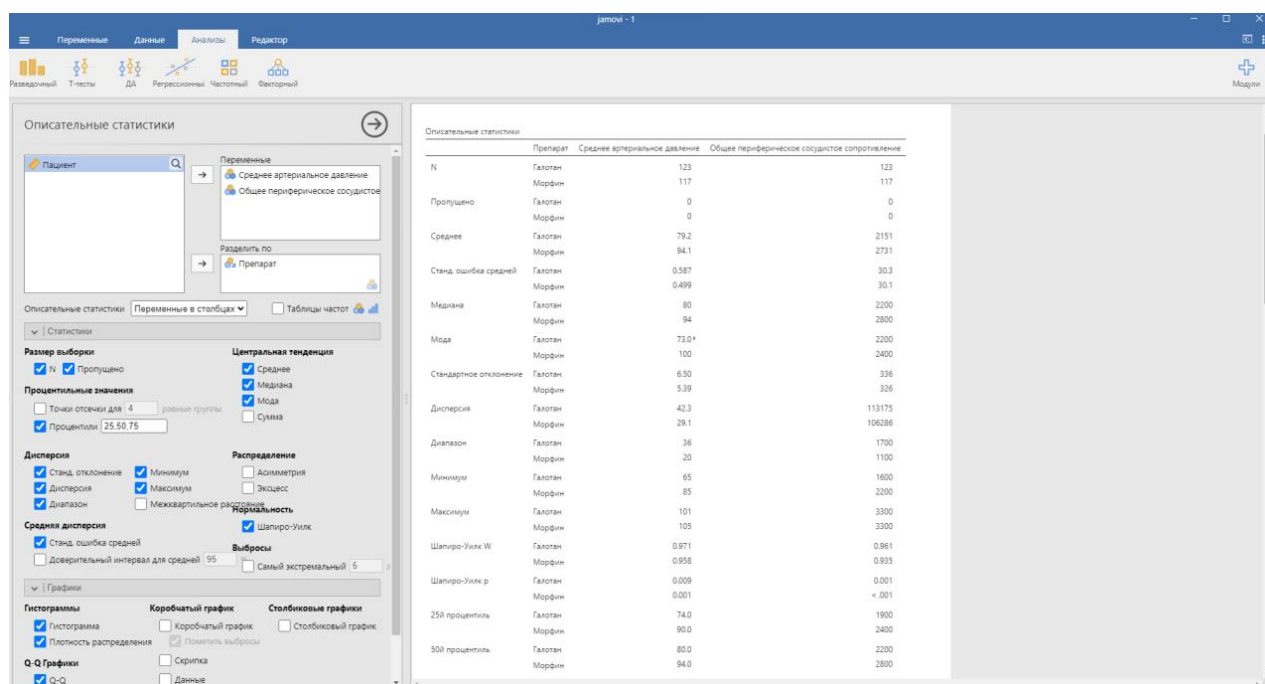 jamovi - 1
Переменные Данные Анализы Редактор
Разведочный Т-тесты ДА Регрессионный Частотный Факторный Модули
Описательные статистики
Пациент
Переменные
Среднее артериальное давление
Общее периферическое сосудистое
Разделить по
Препарат
Описательные статистики Переменные в столбцах Таблицы частот
Статистики
Размер выборки Центральная тенденция
N Пропущено Среднее
Медиана
Процентильные значения
Мода
Точки отсечки для 4 равные группы
Сумма
Процентили 25,50,75
Дисперсия Распределение
Станд. отклонение Минимум Асимметрия
Дисперсия Максимум Эксцесс
Диапазон Межквартильное расстояние
Нормальность
Средняя дисперсия Шапиро-Уилк
Станд. ошибка средней Выбросы
Доверительный интервал для средней 95
Самый экстремальный 5
Графики
Гистограммы Коробчатый график Столбиковые графики
Гистограмма Коробчатый график Столбиковый график
Плотность распределения Пометить выбросы
Q-Q Графики Скрипка
Q-Q Данные
Описательные статистики
Препарат Среднее артериальное давление Общее периферическое сосудистое сопротивление
N Галотан 123 123
Морфин 117 117
Пропущено Галотан 0 0
Морфин 0 0
Среднее Галотан 79.2 2151
Морфин 94.1 2731
Станд. ошибка средней Галотан 0.587 30.3
Морфин 0.499 30.1
Медиана Галотан 80 2200
Морфин 94 2800
Мода Галотан 73.0 2200
Морфин 100 2400
Стандартное отклонение Галотан 6.50 336
Морфин 5.39 326
Дисперсия Галотан 42.3 113175
Морфин 29.1 106286
Диапазон Галотан 36 1700
Морфин 20 1100
Минимум Галотан 65 1600
Морфин 85 2200
Максимум Галотан 101 3300
Морфин 105 3300
Шапиро-Уилк W Галотан 0.971 0.961
Морфин 0.958 0.935
Шапиро-Уилк p Галотан 0.009 0.001
Морфин 0.001 < .001
25й процентиль Галотан 74.0 1900
Морфин 90.0 2400
50й процентиль Галотан 80.0 2200
Морфин 94.0 2800